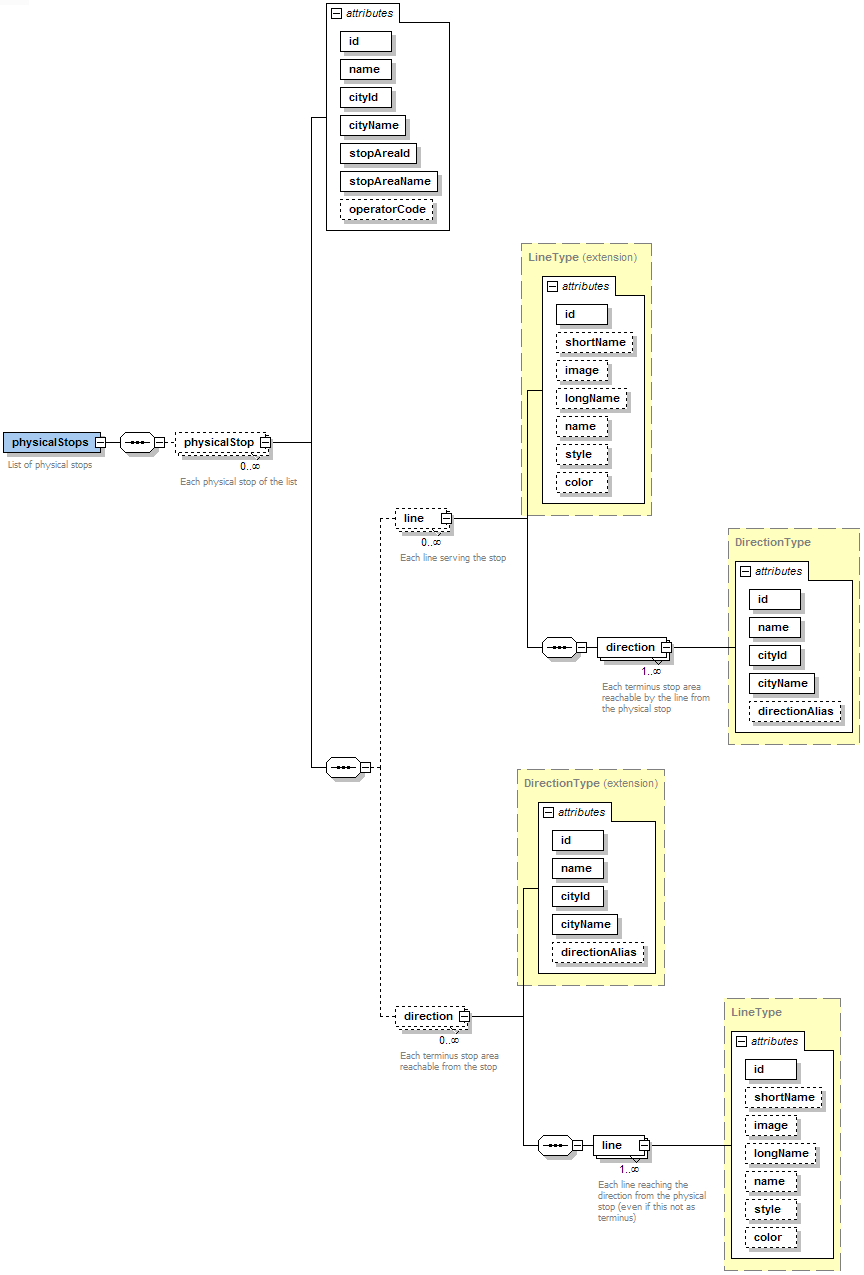 attributes
id
name
cityId
cityName
stopAreaId
stopAreaName
operatorCode
physicalStops
List of physical stops
physicalStop
0..∞
Each physical stop of the list
LineType (extension)
attributes
id
shortName
image
longName
name
style
color
line
0..∞
Each line serving the stop
direction
1..∞
Each terminus stop area
reachable by the line from
the physical stop
DirectionType
attributes
id
name
cityId
cityName
directionAlias
DirectionType (extension)
attributes
id
name
cityId
cityName
directionAlias
direction
0..∞
Each terminus stop area
reachable from the stop
line
1..∞
Each line reaching the
direction from the physical
stop (even if this not as
terminus)
LineType
attributes
id
shortName
image
longName
name
style
color